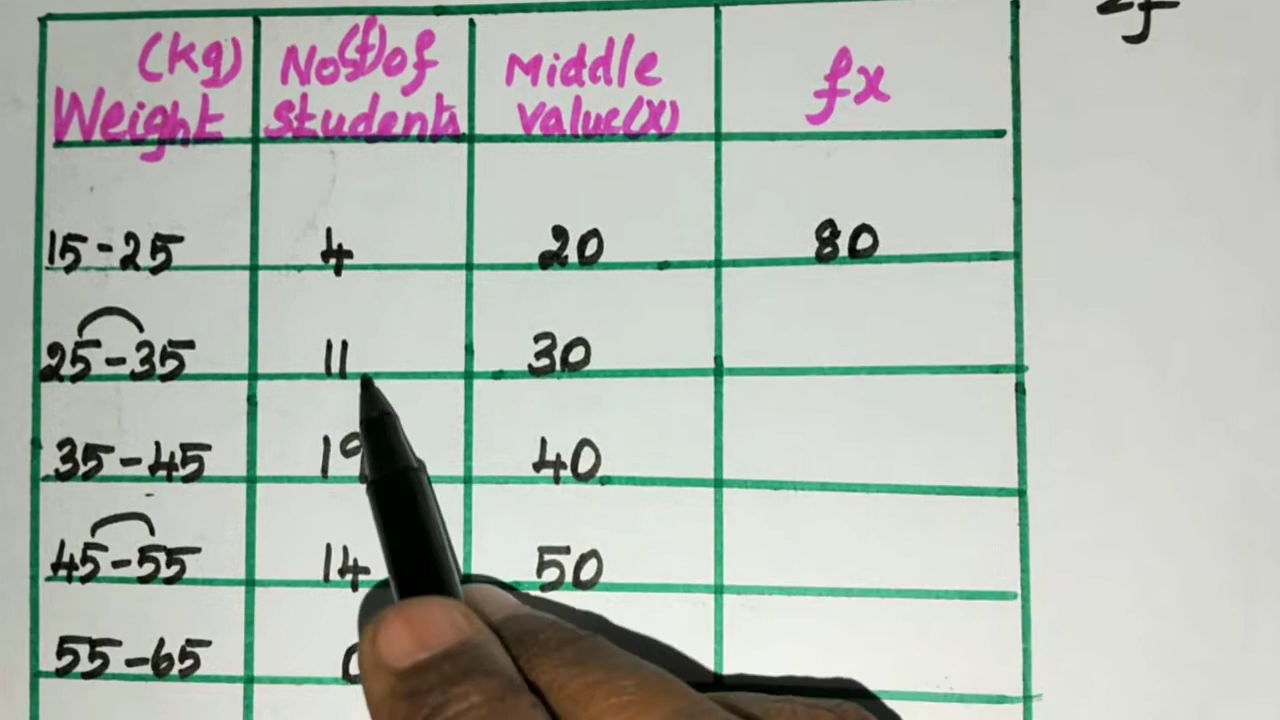 (Kg) Weight No(f)of students Middle value(x) fx
15-25 4 20 80
25-35 11 30
35-45 19 40
45-55 14 50
55-65